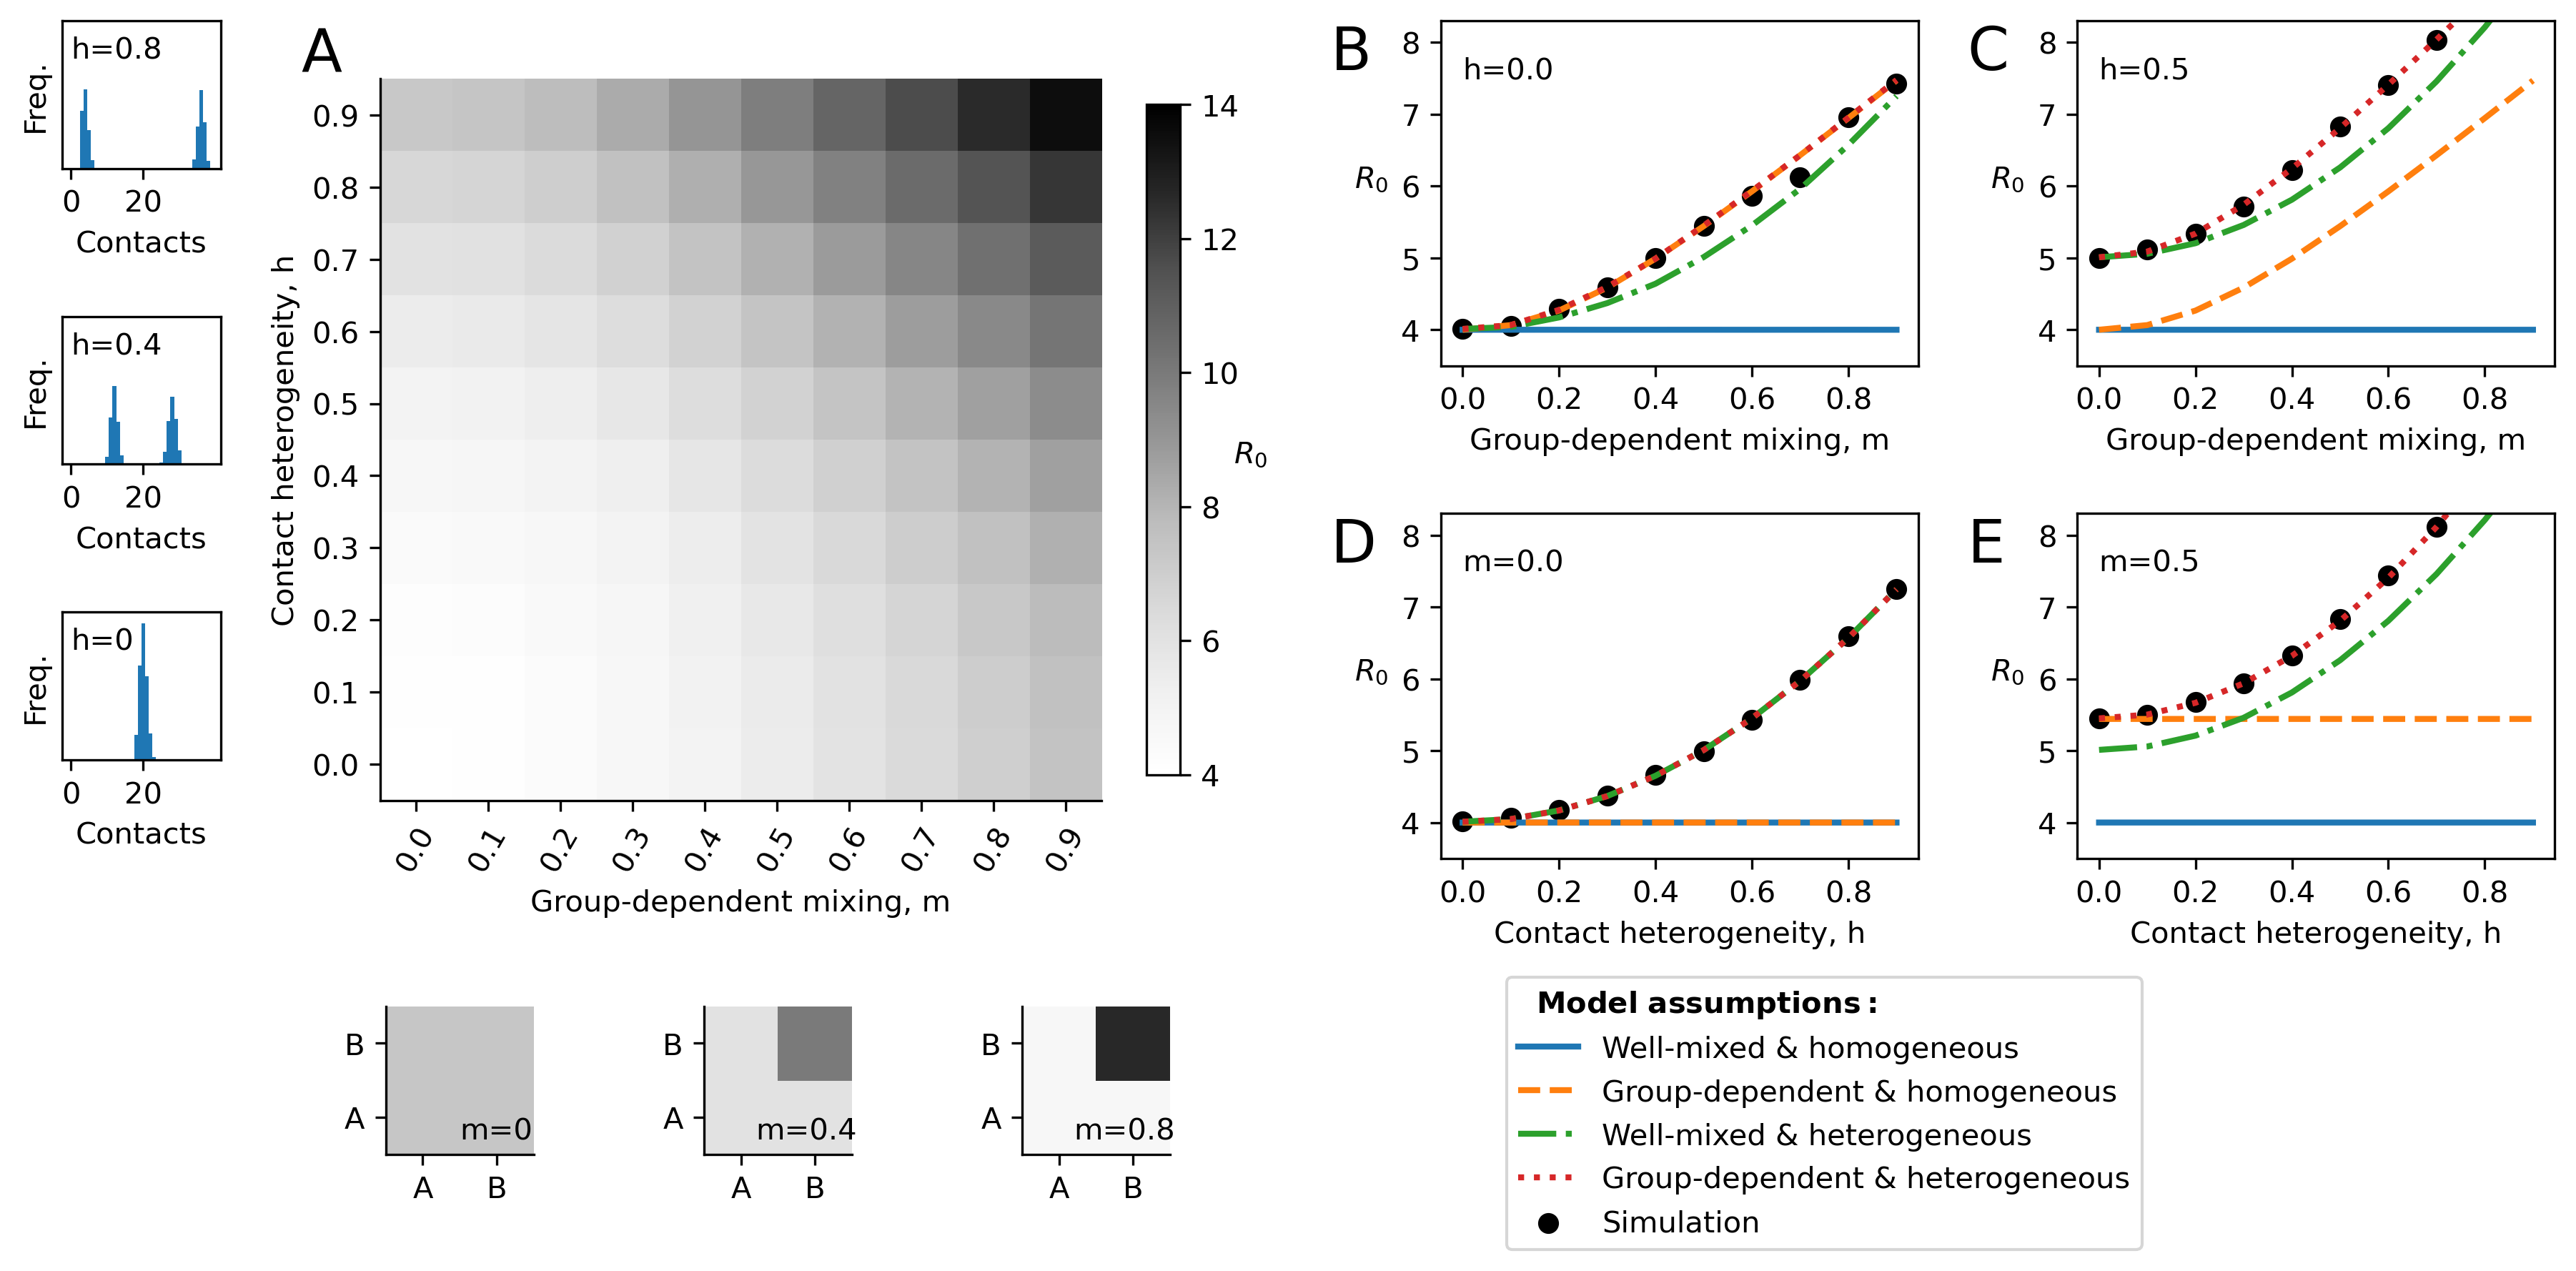 h=0.8
Freq.
0 20
Contacts
h=0.4
Freq.
0 20
Contacts
h=0
Freq.
0 20
Contacts
A
Contact heterogeneity, h
0.9
0.8
0.7
0.6
0.5
0.4
0.3
0.2
0.1
0.0
0.0 0.1 0.2 0.3 0.4 0.5 0.6 0.7 0.8 0.9
Group-dependent mixing, m
14
12
10
8
6
4
R0
B
A
m=0
A B
B
A
m=0.4
A B
B
A
m=0.8
A B
B
h=0.0
R0
8
7
6
5
4
0.0 0.2 0.4 0.6 0.8
Group-dependent mixing, m
C
h=0.5
R0
8
7
6
5
4
0.0 0.2 0.4 0.6 0.8
Group-dependent mixing, m
D
m=0.0
R0
8
7
6
5
4
0.0 0.2 0.4 0.6 0.8
Contact heterogeneity, h
E
m=0.5
R0
8
7
6
5
4
0.0 0.2 0.4 0.6 0.8
Contact heterogeneity, h
Model assumptions:
Well-mixed & homogeneous
Group-dependent & homogeneous
Well-mixed & heterogeneous
Group-dependent & heterogeneous
Simulation